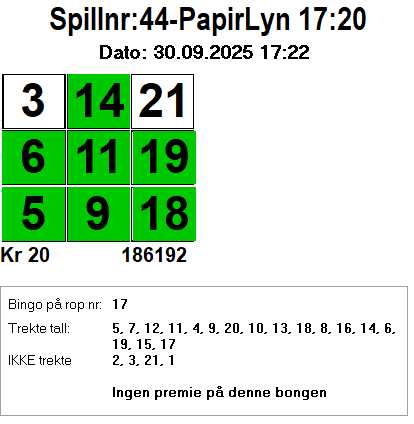 Spillnr:44-PapirLyn 17:20
Dato: 30.09.2025 17:22
3 14 21
6 11 19
5 9 18
Kr 20 186192
Bingo på rop nr: 17
Trekte tall: 5, 7, 12, 11, 4, 9, 20, 10, 13, 18, 8, 16, 14, 6,
19, 15, 17
IKKE trekte 2, 3, 21, 1
Ingen premie på denne bongen